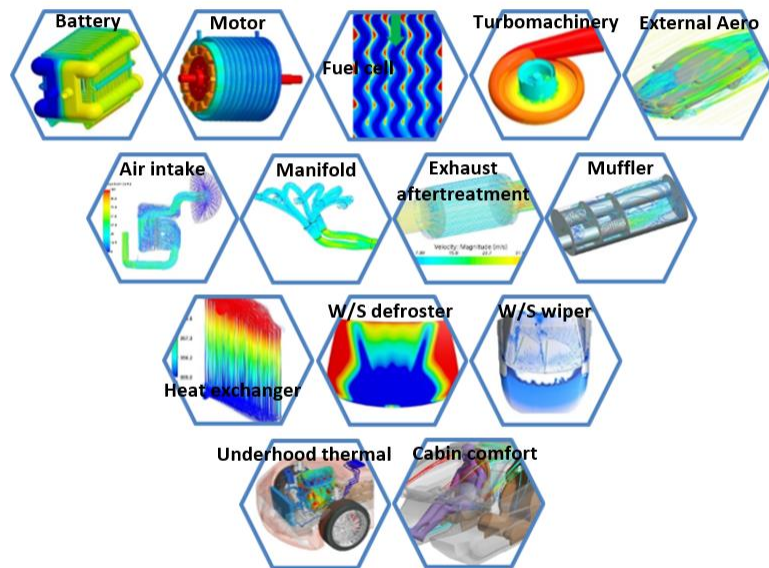 Battery
Motor
Fuel cell
Turbomachinery
External Aero
Air intake
Manifold
Exhaust
aftertreatment
Velocity: Magnitude (m/s)
Muffler
Heat exchanger
W/S defroster
W/S wiper
Underhood thermal
Cabin comfort